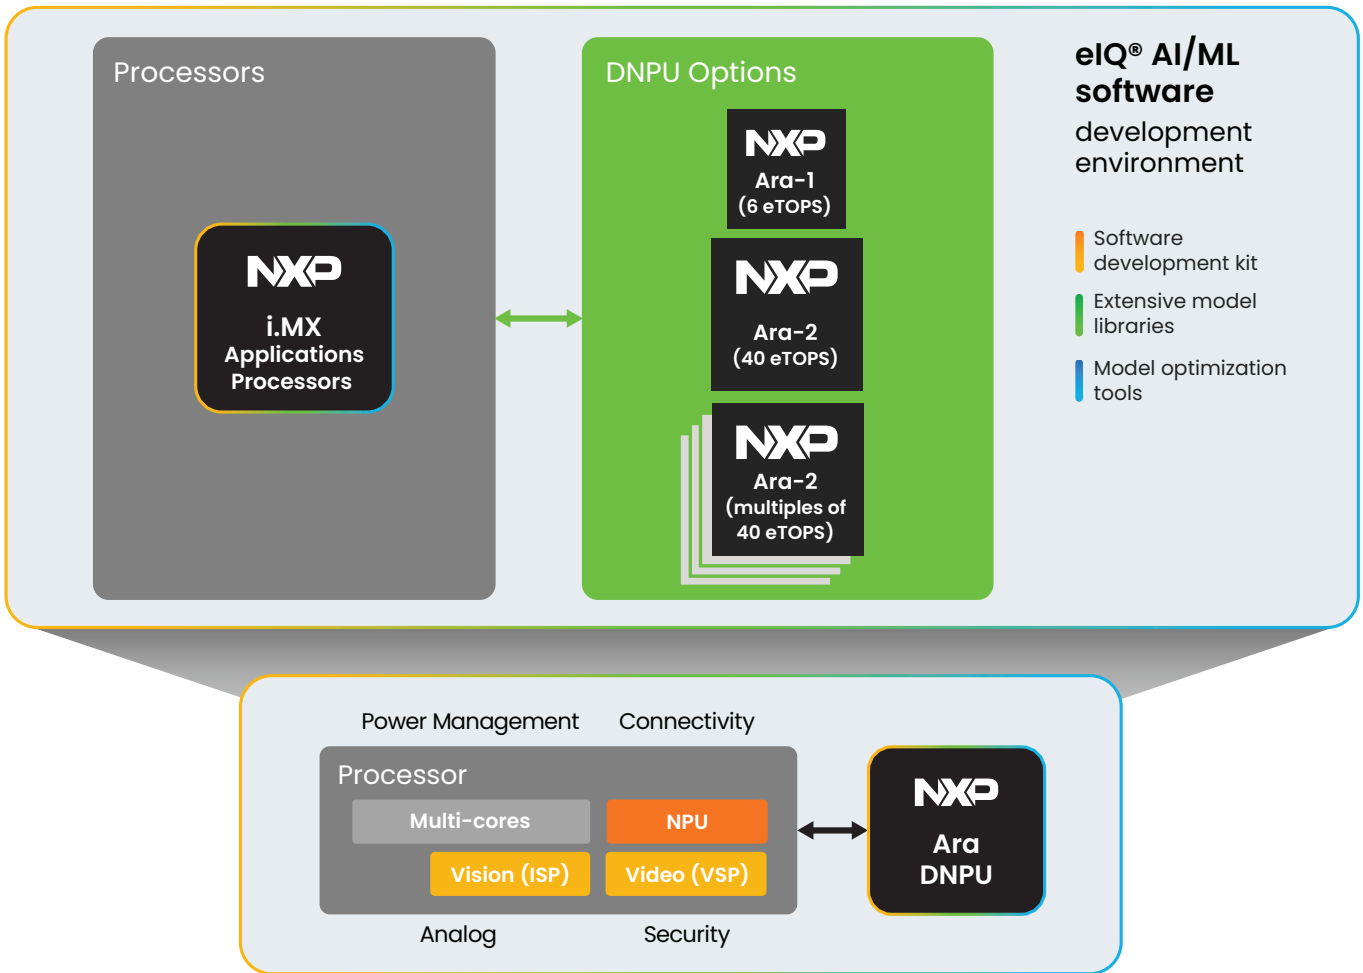 Processors
NXP
i.MX
Applications
Processors
DNPU Options
NXP
Ara-1
(6 eTOPS)
NXP
Ara-2
(40 eTOPS)
NXP
Ara-2
(multiples of
40 eTOPS)
eIQ® AI/ML
software
development
environment
Software
development kit
Extensive model
libraries
Model optimization
tools
Power Management
Connectivity
Processor
Multi-cores
NPU
Vision (ISP)
Video (VSP)
Analog
Security
NXP
Ara
DNPU